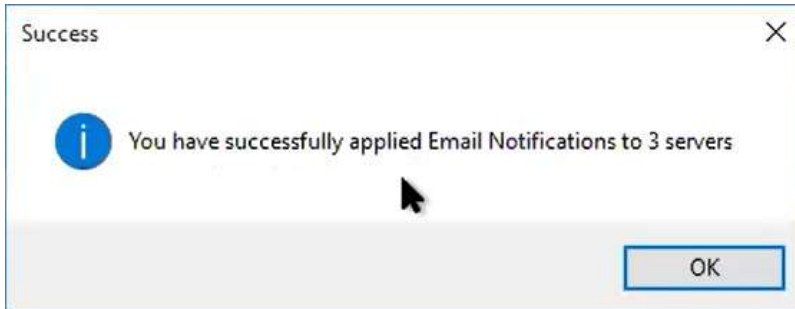 Success
You have successfully applied Email Notifications to 3 servers
OK